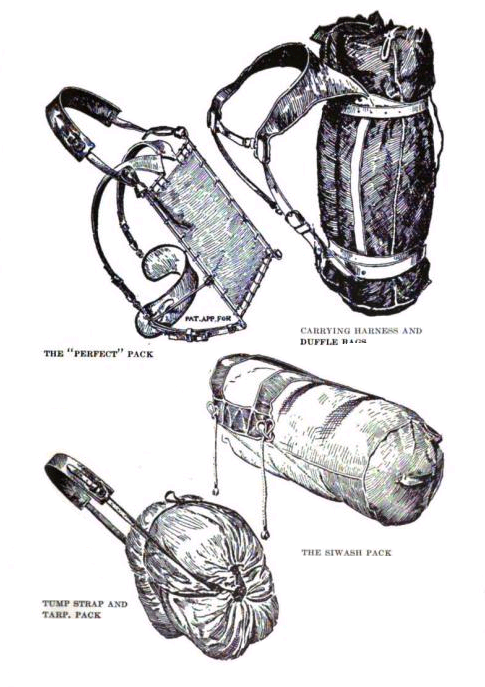 PAT. APP. FOR
THE "PERFECT" PACK
CARRYING HARNESS AND
DUFFLE BAGS
THE SIWASH PACK
TUMP STRAP AND
TARP. PACK